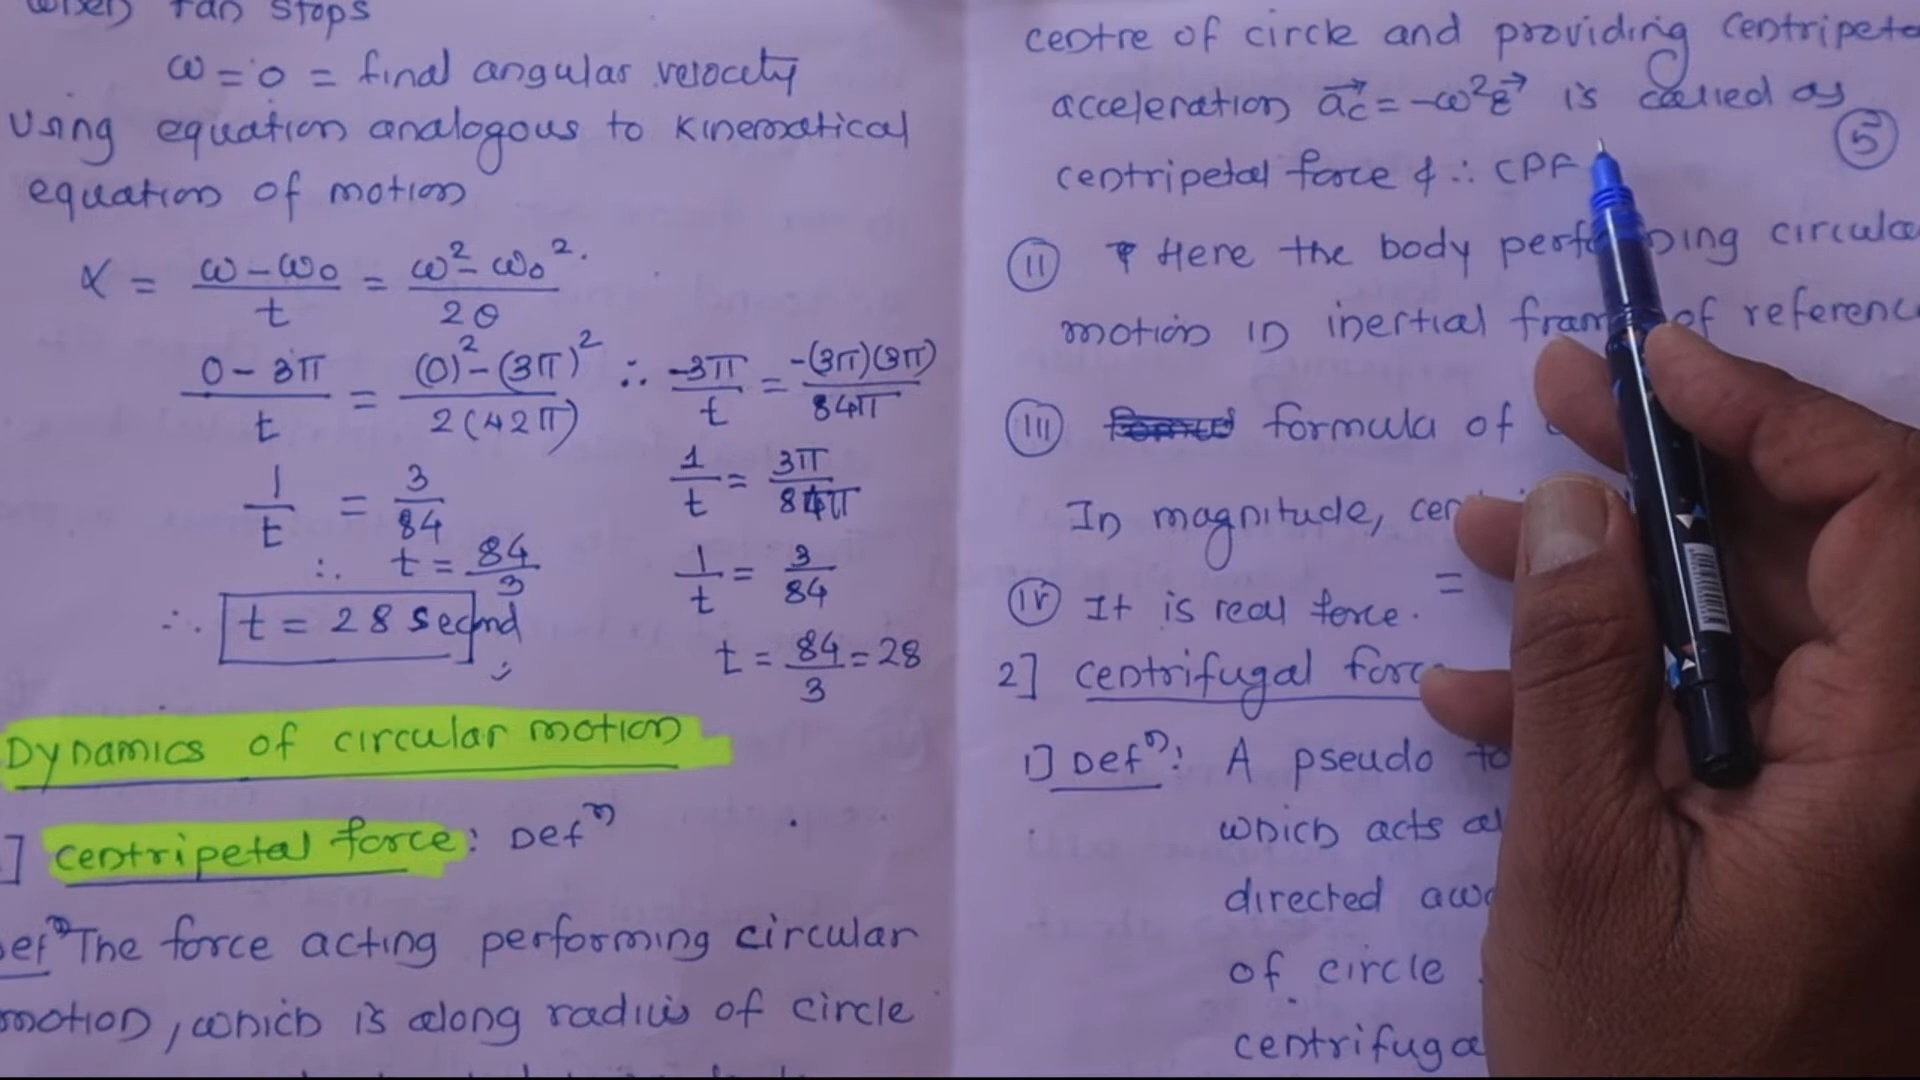 when fan stops
ω = 0 = final angular velocity
Using equation analogous to kinematical
equation of motion
α = (ω - ω₀)/t = (ω² - ω₀²)/2θ
(0 - 3π)/t = ((0)² - (3π)²)/2(42π) ∴ -3π/t = -(3π)(3π)/84π
1/t = 3/84
1/t = 3π/84π
∴ t = 84/3
1/t = 3/84
∴ t = 28 second
t = 84/3 = 28
Dynamics of circular motion
] centripetal force: Defⁿ
Defⁿ The force acting performing circular
motion, which is along radius of circle
centre of circle and providing centripeta
acceleration a⃗c = -ω²r⃗ is called as
5
centripetal force & ∴ CPF
(II) Here the body performing circula
motion in inertial frame of referenc
(III) formula of
In magnitude, cen
=
(IV) It is real force.
2] centrifugal forc
1] Defⁿ: A pseudo fo
which acts al
directed awa
of circle
centrifuga